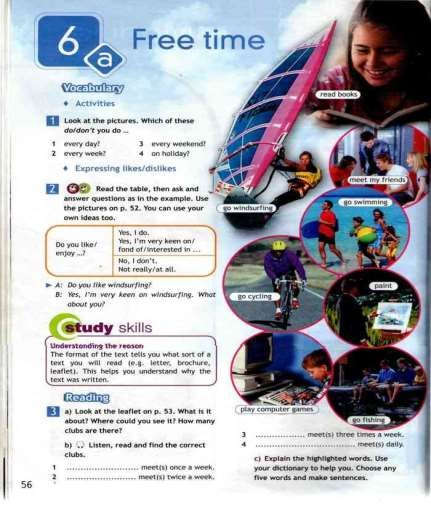 6
a
Free time
Vocabulary
♦ Activities
1 Look at the pictures. Which of these
do/don't you do ...
1 every day? 3 every weekend?
2 every week? 4 on holiday?
♦ Expressing likes/dislikes
2 Read the table, then ask and
answer questions as in the example. Use
the pictures on p. 52. You can use your
own ideas too.
Do you like/
enjoy ...?
Yes, I do.
Yes, I'm very keen on/
fond of/interested in ...
No, I don't.
Not really/at all.
► A: Do you like windsurfing?
B: Yes, I'm very keen on windsurfing. What
about you?
study skills
Understanding the reason
The format of the text tells you what sort of a
text you will read (e.g. letter, brochure,
leaflet). This helps you understand why the
text was written.
Reading
3 a) Look at the leaflet on p. 53. What is it
about? Where could you see it? How many
clubs are there?
b) Listen, read and find the correct
clubs.
1 ........................ meet(s) once a week.
2 ........................ meet(s) twice a week.
56
read books
meet my friends
go windsurfing
go swimming
go cycling
paint
play computer games
go fishing
3 ................ meet(s) three times a week.
4 ................................ meet(s) daily.
c) Explain the highlighted words. Use
your dictionary to help you. Choose any
five words and make sentences.